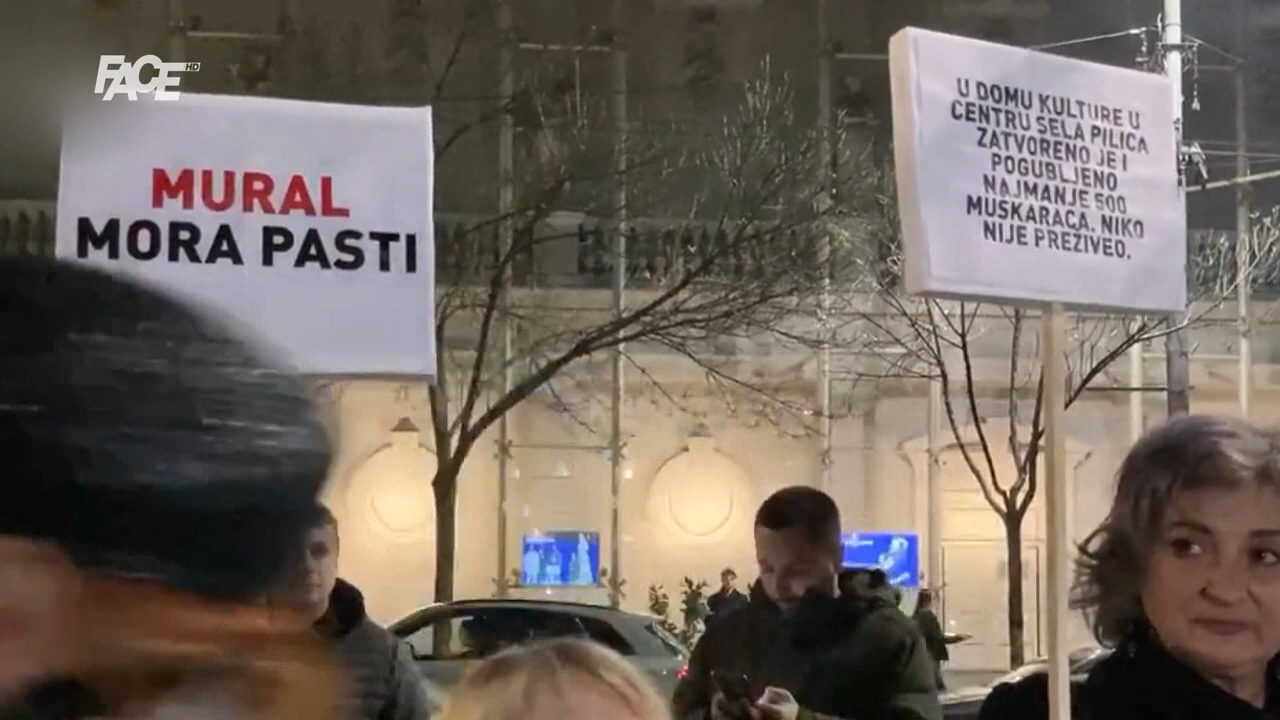 FACE HD
MURAL
MORA PASTI
U DOMU KULTURE U
CENTRU SELA PILICA
ZATVORENO JE I
POGUBLJENO
NAJMANJE 500
MUSKARACA. NIKO
NIJE PREZIVEO.